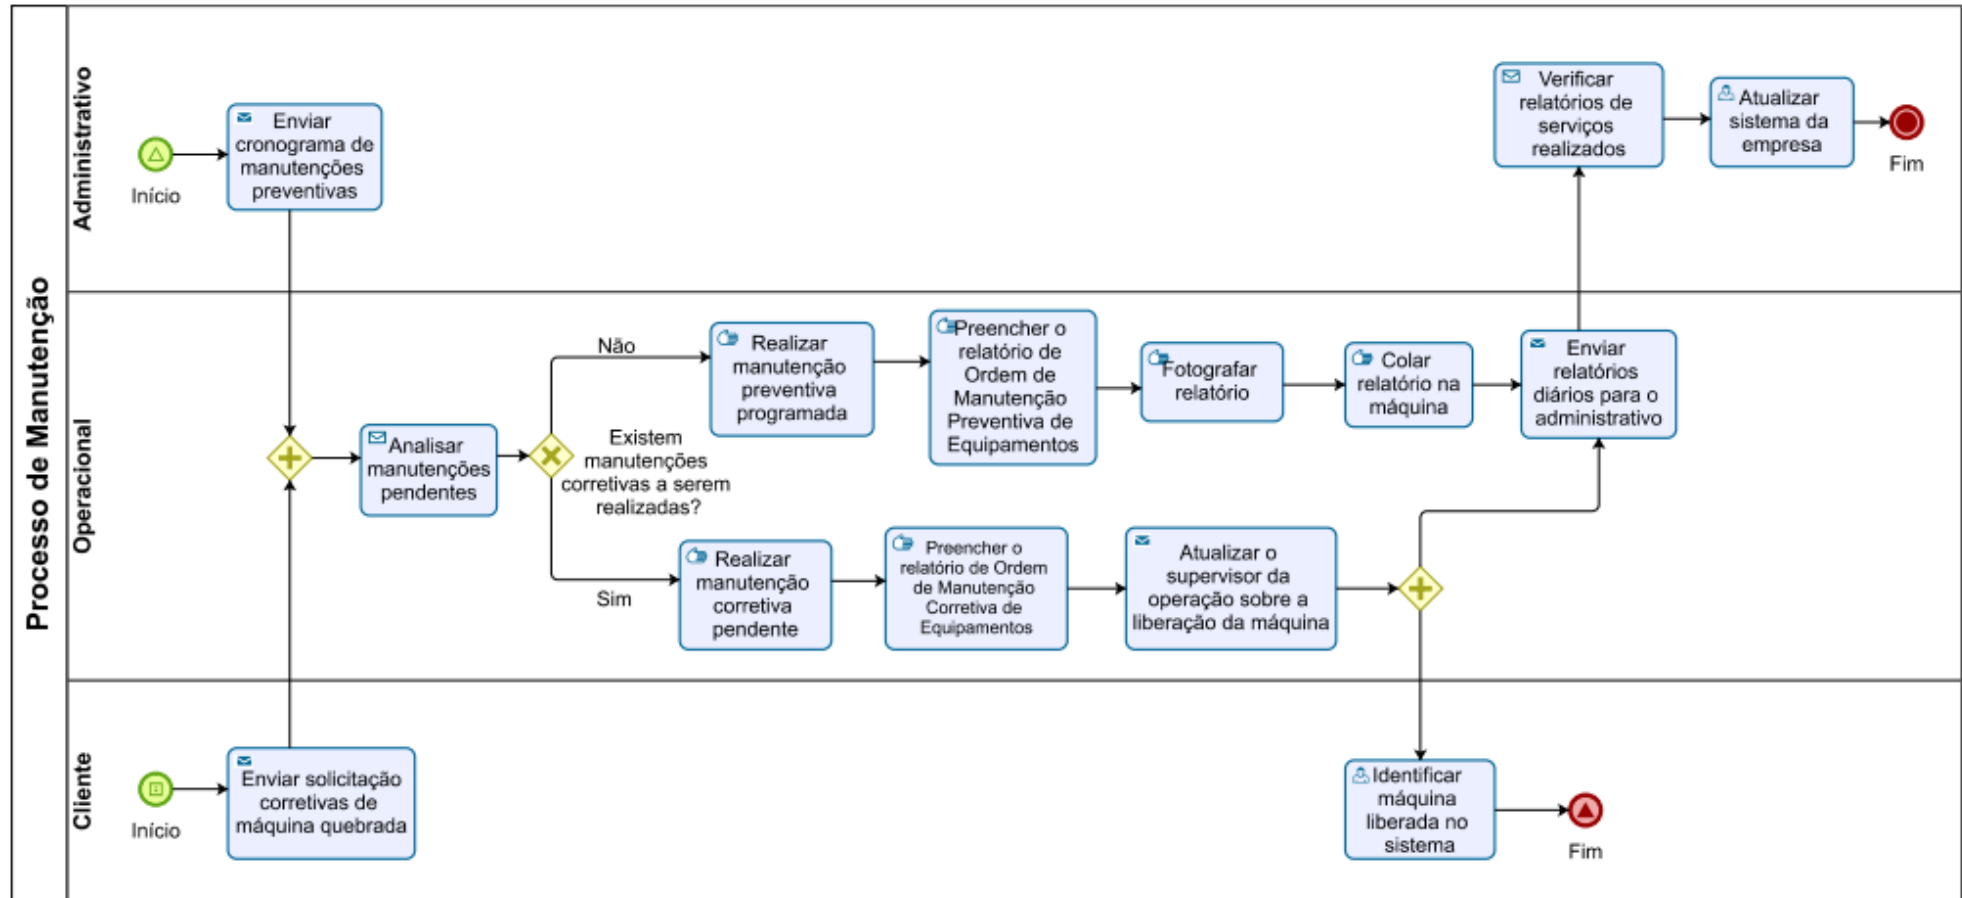 Processo de Manutenção
Administrativo
Início
Enviar
cronograma de
manutenções
preventivas
Verificar
relatórios de
serviços
realizados
Atualizar
sistema da
empresa
Fim
Operacional
Analisar
manutenções
pendentes
Existem
manutenções
corretivas a serem
realizadas?
Não
Realizar
manutenção
preventiva
programada
Preencher o
relatório de
Ordem de
Manutenção
Preventiva de
Equipamentos
Fotografar
relatório
Colar
relatório na
máquina
Enviar
relatórios
diários para o
administrativo
Sim
Realizar
manutenção
corretiva
pendente
Preencher o
relatório de Ordem
de Manutenção
Corretiva de
Equipamentos
Atualizar o
supervisor da
operação sobre a
liberação da máquina
Cliente
Início
Enviar solicitação
corretivas de
máquina quebrada
Identificar
máquina
liberada no
sistema
Fim